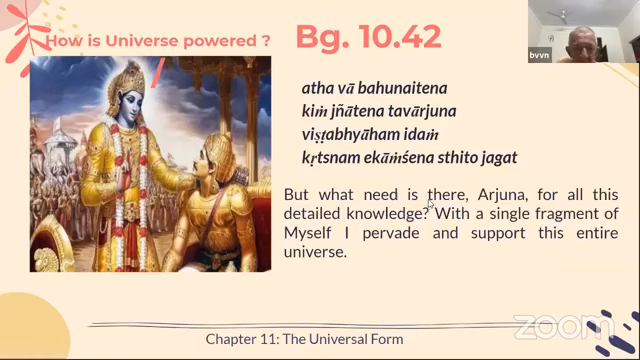 How is Universe powered ?
Bg. 10.42
bvvn
atha vā bahunaitena
kiṁ jñātena tavārjuna
viṣṭabhyāham idaṁ
kṛtsnam ekāṁśena sthito jagat
But what need is there, Arjuna, for all this
detailed knowledge? With a single fragment of
Myself I pervade and support this entire
universe.
zoom
Chapter 11: The Universal Form